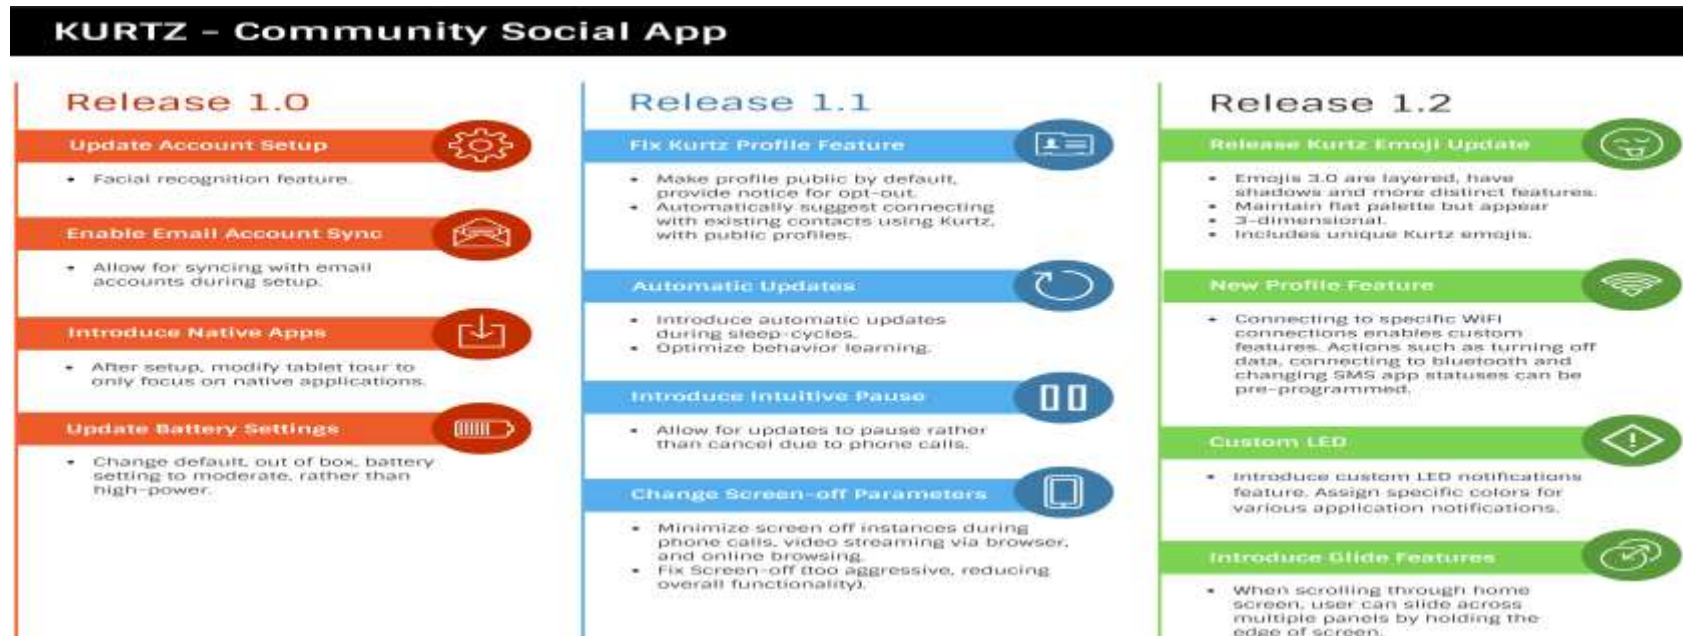 KURTZ – Community Social App
Release 1.0
Update Account Setup
• Facial recognition feature.
Enable Email Account Sync
• Allow for syncing with email
accounts during setup.
Introduce Native Apps
• After setup, modify tablet tour to
only focus on native applications.
Update Battery Settings
• Change default, out of box, battery
setting to moderate, rather than
high-power.
Release 1.1
Fix Kurtz Profile Feature
• Make profile public by default,
provide notice for opt-out.
• Automatically suggest connecting
with existing contacts using Kurtz,
with public profiles.
Automatic Updates
• Introduce automatic updates
during sleep-cycles.
• Optimize behavior learning.
Introduce Intuitive Pause
• Allow for updates to pause rather
than cancel due to phone calls.
Change Screen-off Parameters
• Minimize screen off instances during
phone calls, video streaming via browser,
and online browsing.
• Fix Screen-off (too aggressive, reducing
overall functionality).
Release 1.2
Release Kurtz Emoji Update
• Emojis 3.0 are layered, have
shadows and more distinct features.
• Maintain flat palette but appear
• 3-dimensional.
• Includes unique Kurtz emojis.
New Profile Feature
• Connecting to specific WiFi
connections enables custom
features. Actions such as turning off
data, connecting to bluetooth and
changing SMS app statuses can be
pre-programmed.
Custom LED
• Introduce custom LED notifications
feature. Assign specific colors for
various application notifications.
Introduce Glide Features
• When scrolling through home
screen, user can slide across
multiple panels by holding the
edge of screen.